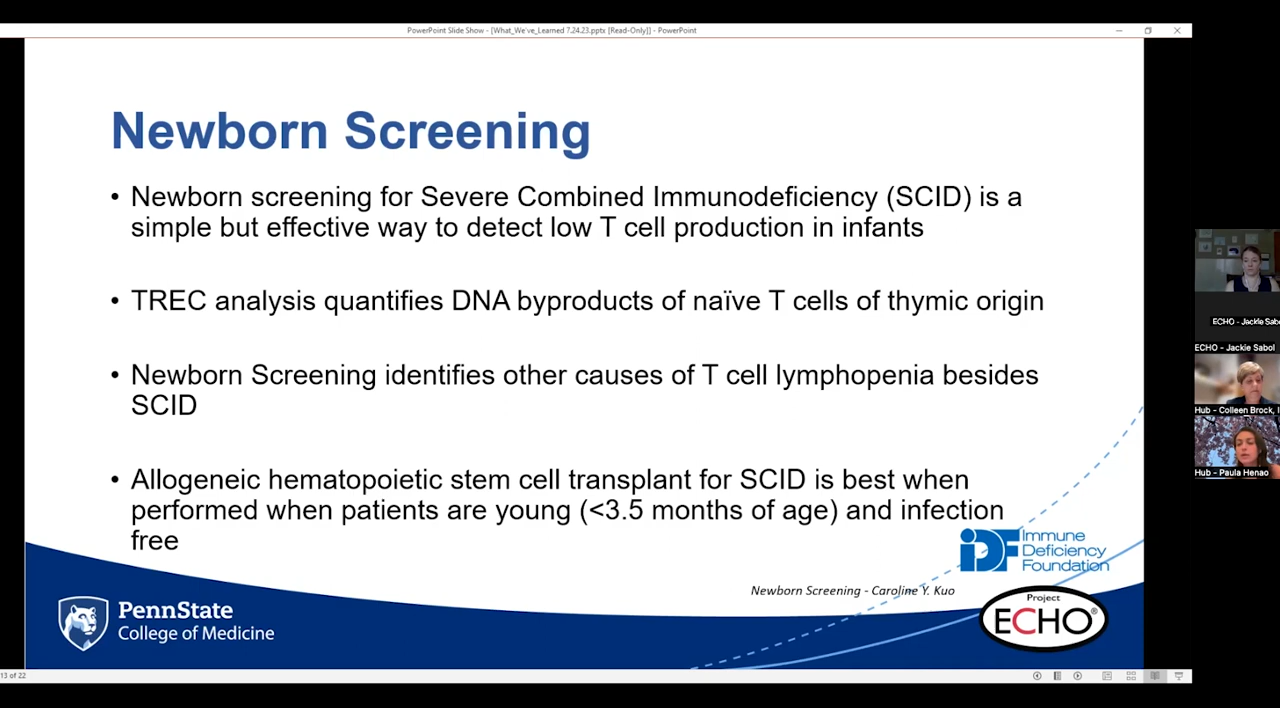 PowerPoint Slide Show - [What_We've_Learned 7.24.23.pptx [Read-Only]] - PowerPoint
Newborn Screening
• Newborn screening for Severe Combined Immunodeficiency (SCID) is a
simple but effective way to detect low T cell production in infants
• TREC analysis quantifies DNA byproducts of naïve T cells of thymic origin
• Newborn Screening identifies other causes of T cell lymphopenia besides
SCID
• Allogeneic hematopoietic stem cell transplant for SCID is best when
performed when patients are young (<3.5 months of age) and infection
free
iDF Immune
Deficiency
Foundation
Newborn Screening - Caroline Y. Kuo
PennState
College of Medicine
Project
ECHO®
13 of 22
ECHO - Jackie Sabo
ECHO - Jackie Sabol
Hub - Colleen Brock, I
Hub - Paula Henao